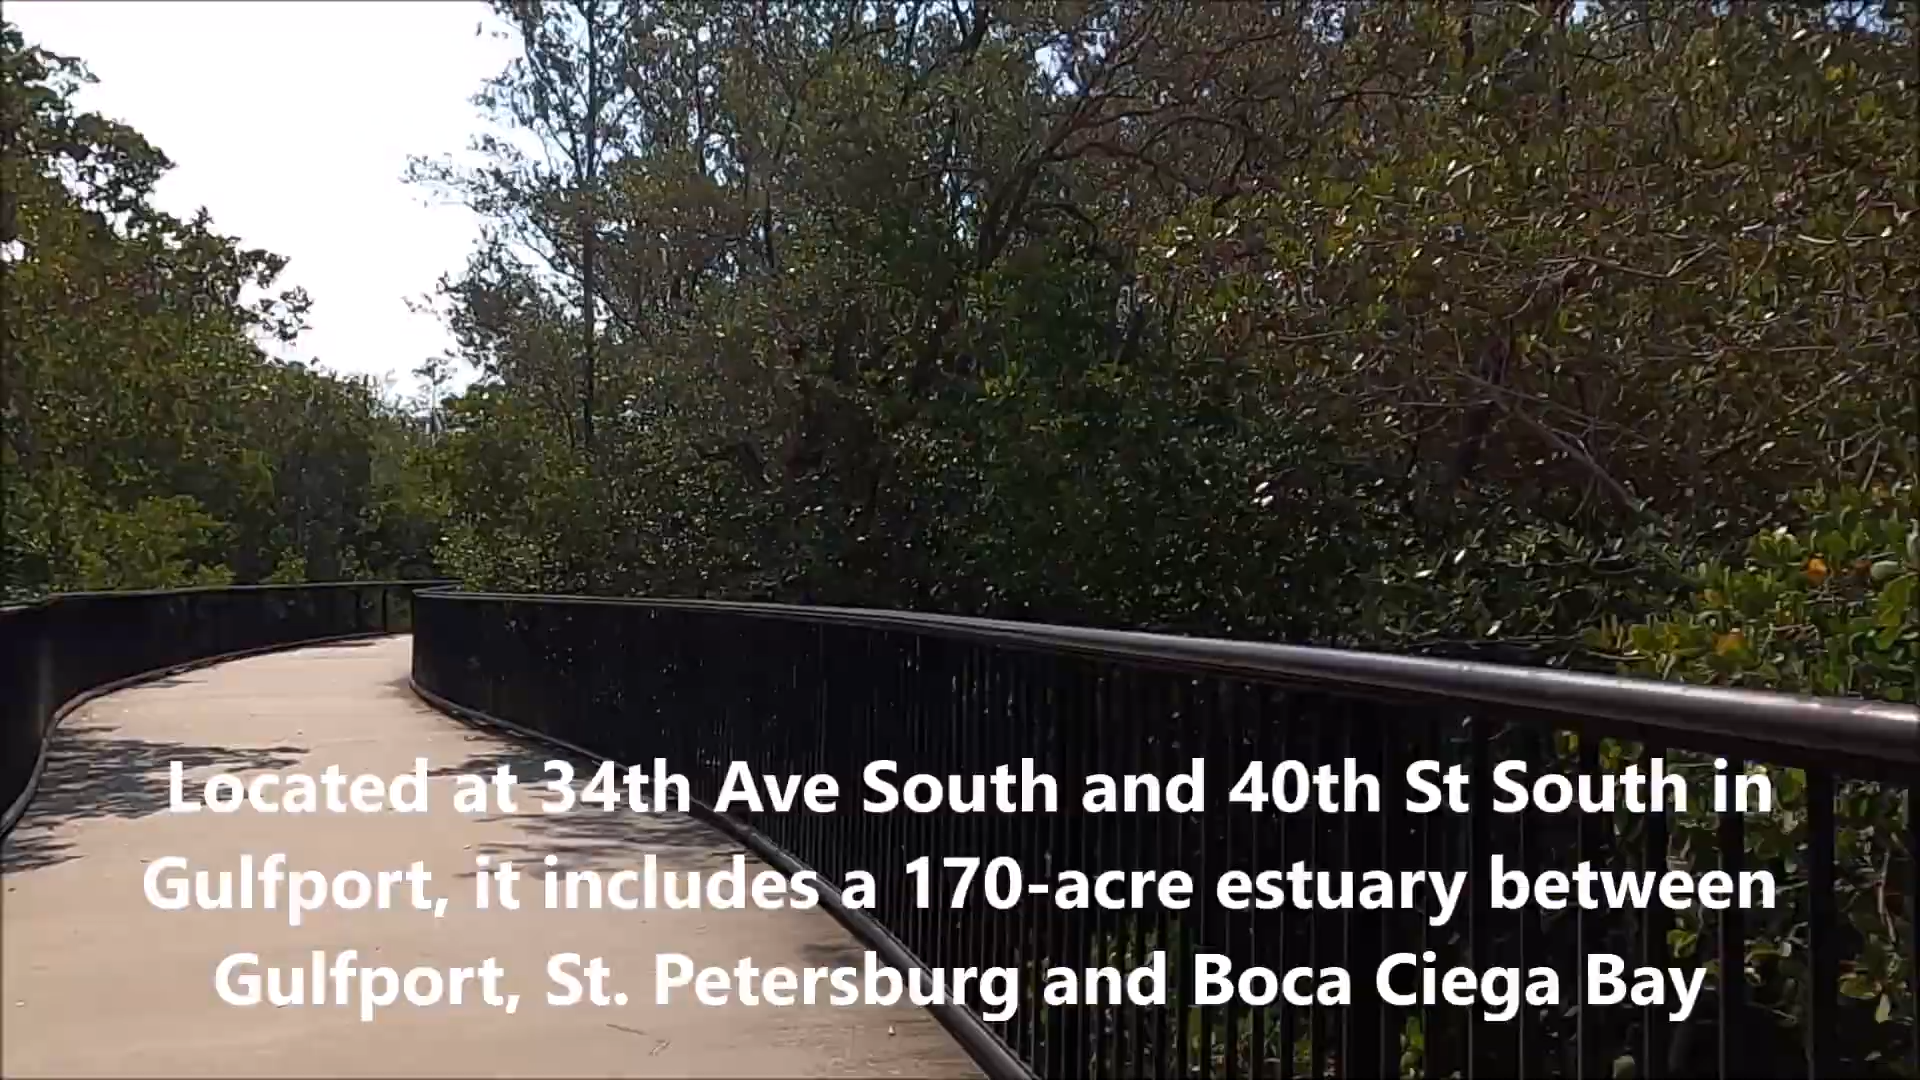 Located at 34th Ave South and 40th St South in
Gulfport, it includes a 170-acre estuary between
Gulfport, St. Petersburg and Boca Ciega Bay